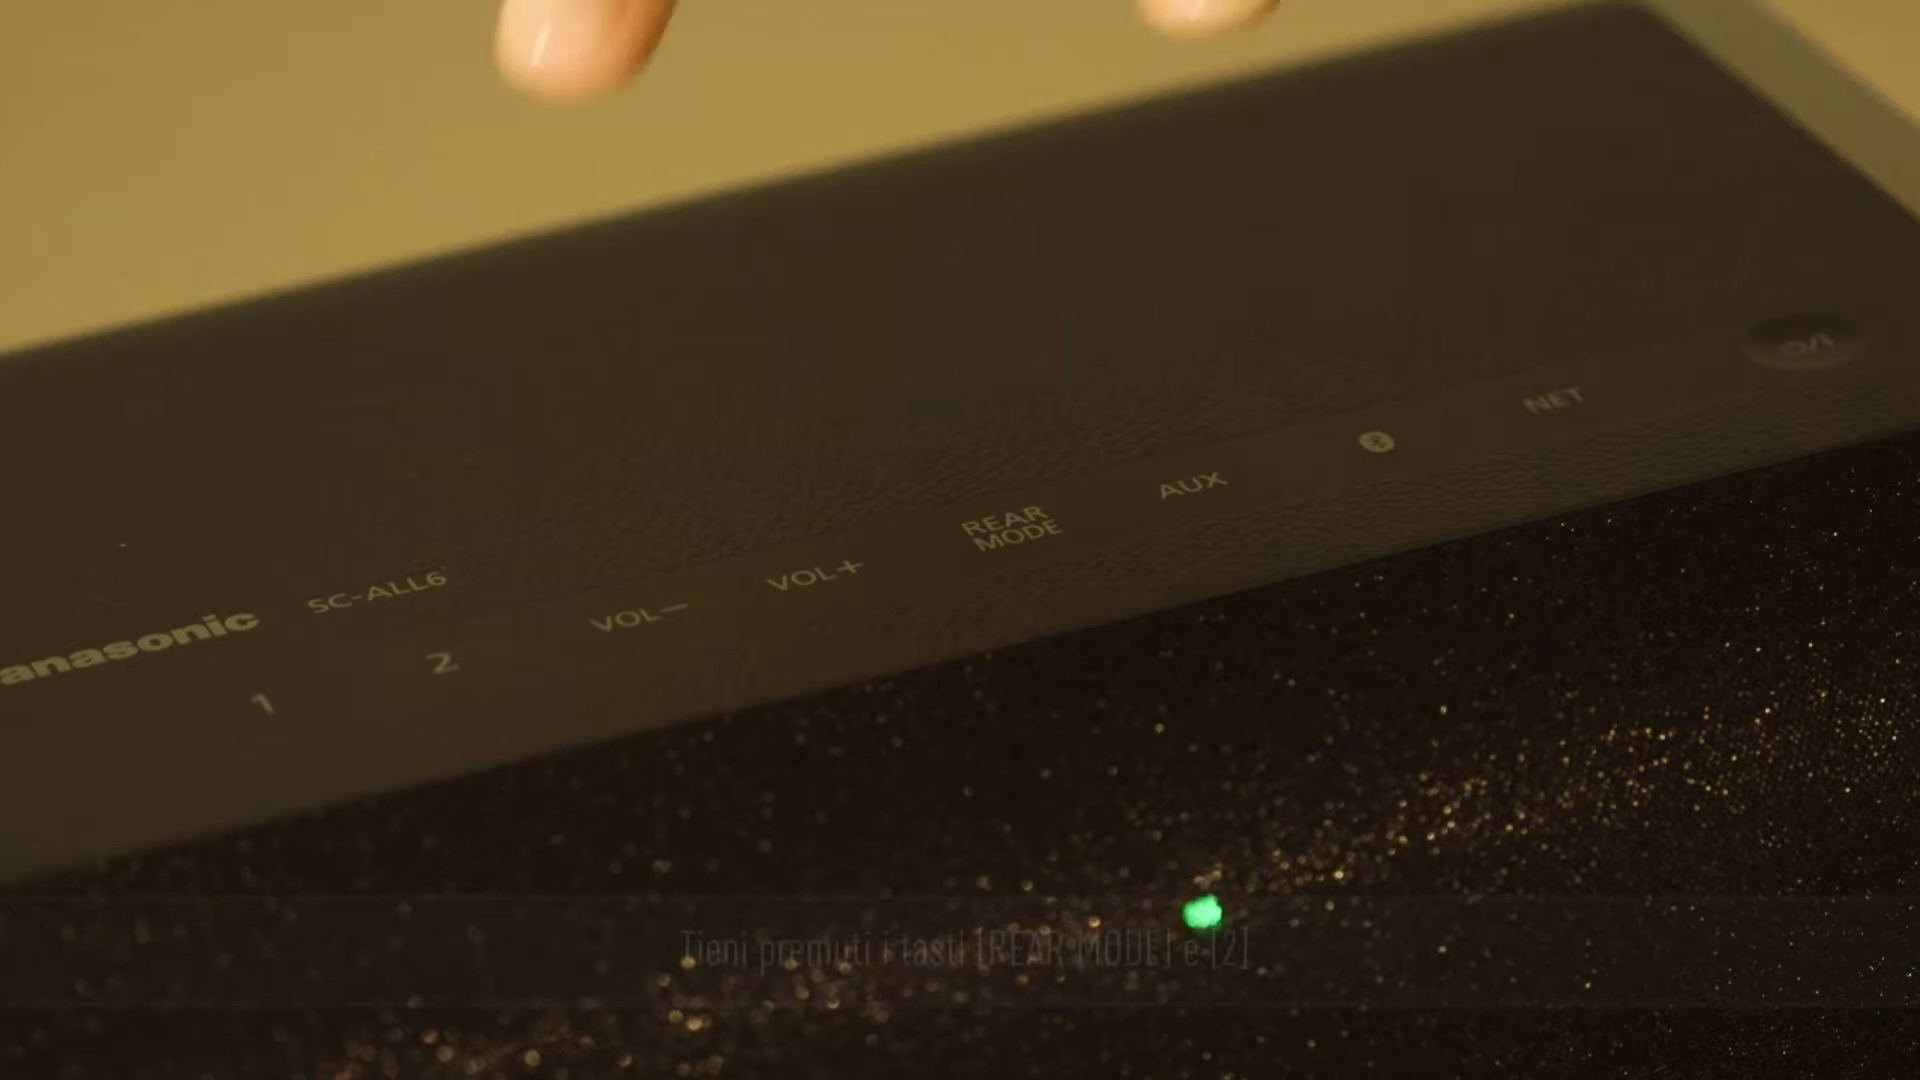 anasonic SC-ALL6
1 2 VOL− VOL+ REAR
MODE AUX NET
Tieni premuti i tasti [REAR MODE] e [2]